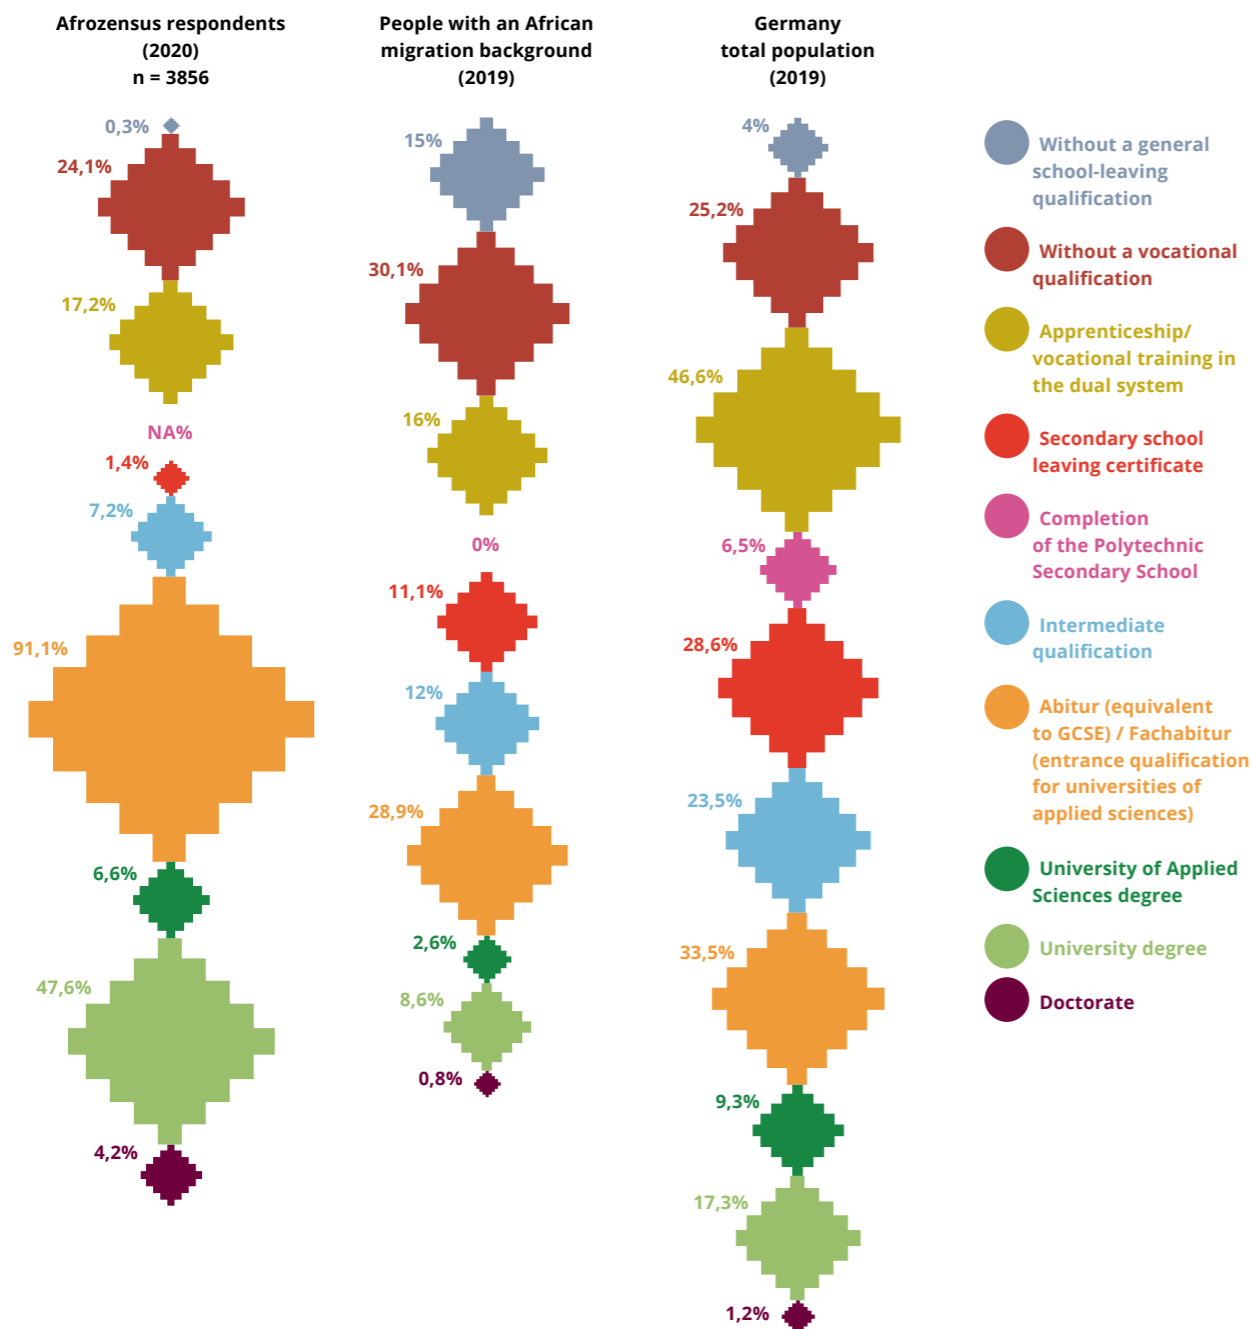 Afrozensus respondents
(2020)
n = 3856
0,3%
24,1%
17,2%
NA%
1,4%
7,2%
91,1%
6,6%
47,6%
4,2%
People with an African
migration background
(2019)
15%
30,1%
16%
0%
11,1%
12%
28,9%
2,6%
8,6%
0,8%
Germany
total population
(2019)
4%
25,2%
46,6%
6,5%
28,6%
23,5%
33,5%
9,3%
17,3%
1,2%
Without a general
school-leaving
qualification
Without a vocational
qualification
Apprenticeship/
vocational training in
the dual system
Secondary school
leaving certificate
Completion
of the Polytechnic
Secondary School
Intermediate
qualification
Abitur (equivalent
to GCSE) / Fachabitur
(entrance qualification
for universities of
applied sciences)
University of Applied
Sciences degree
University degree
Doctorate